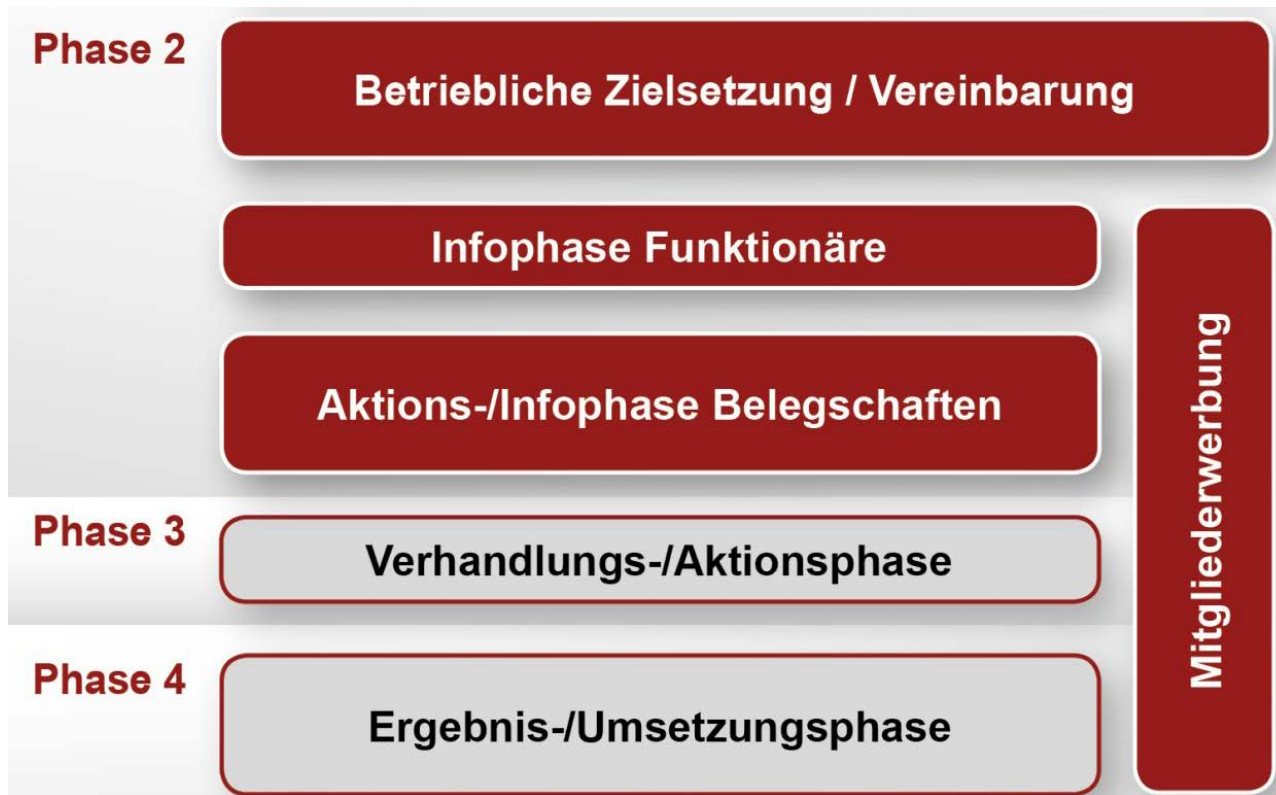 Phase 2
Betriebliche Zielsetzung / Vereinbarung
Infophase Funktionäre
Aktions-/Infophase Belegschaften
Mitgliederwerbung
Phase 3
Verhandlungs-/Aktionsphase
Phase 4
Ergebnis-/Umsetzungsphase